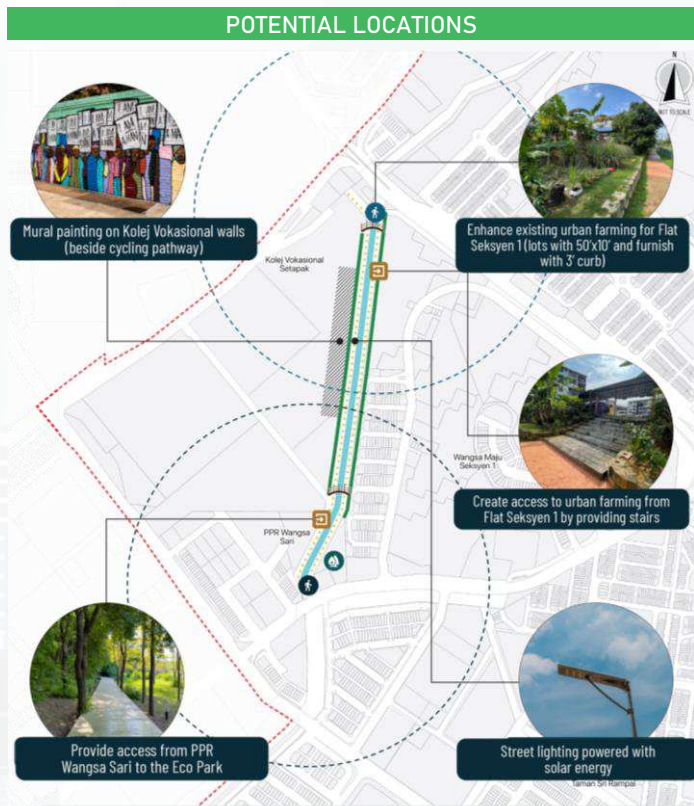 POTENTIAL LOCATIONS
N
NOT TO SCALE
Mural painting on Kolej Vokasional walls
(beside cycling pathway)
Enhance existing urban farming for Flat
Seksyen 1 (lots with 50'x10' and furnish
with 3' curb)
Kolej Vokasional
Setapak
Wangsa Maju
Seksyen 1
Create access to urban farming from
Flat Seksyen 1 by providing stairs
PPR Wangsa
Sari
Provide access from PPR
Wangsa Sari to the Eco Park
Street lighting powered with
solar energy
Taman Sri Rampai